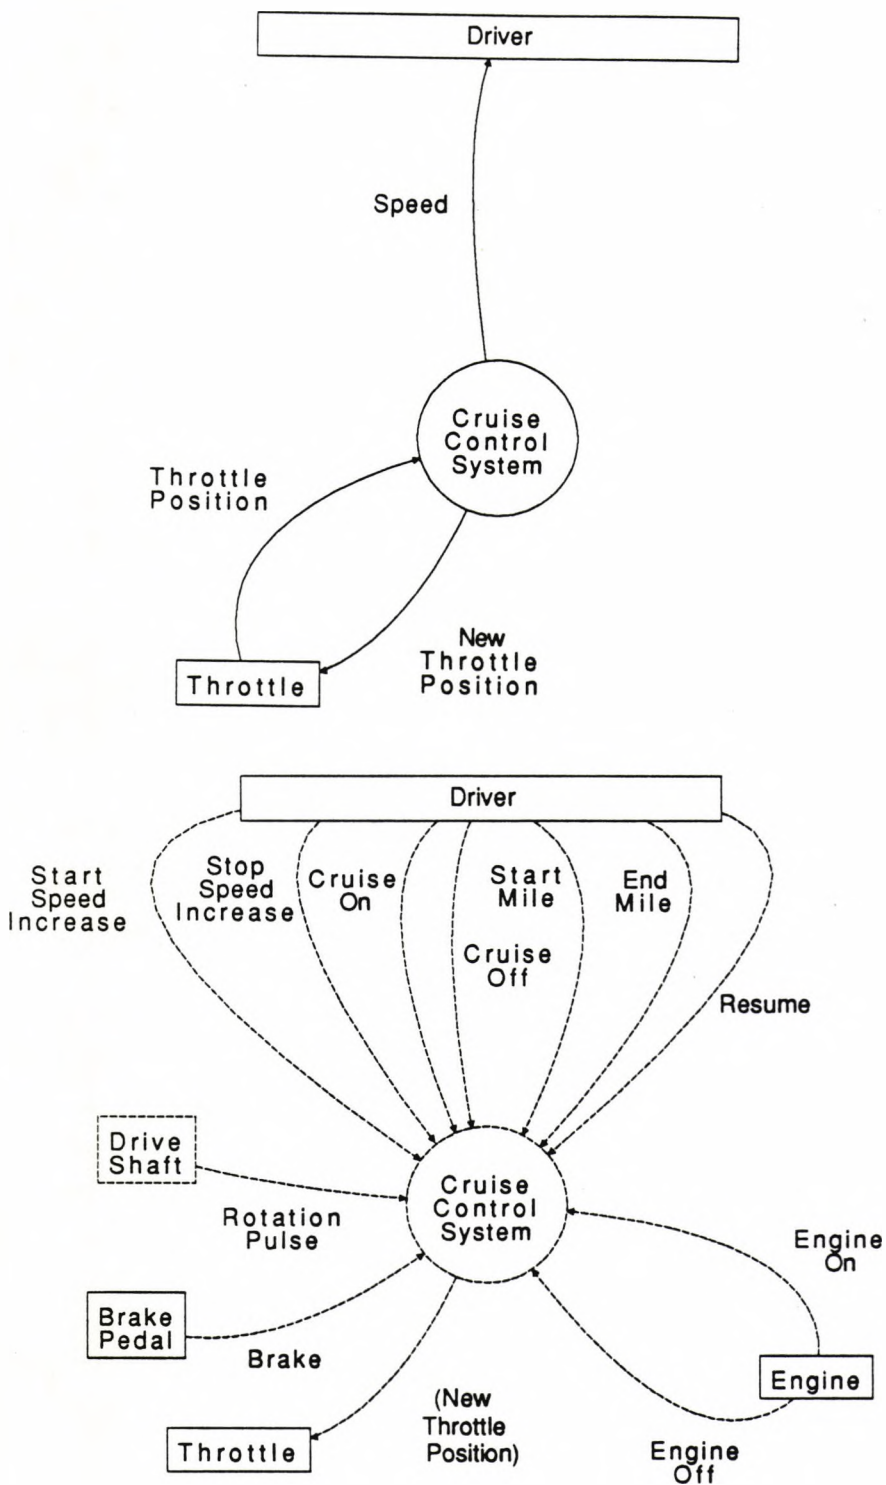 Driver
Speed
Cruise
Control
System
Throttle
Position
New
Throttle
Position
Throttle
Driver
Start
Speed
Increase
Stop
Speed
Increase
Cruise
On
Cruise
Off
Start
Mile
End
Mile
Resume
Drive
Shaft
Rotation
Pulse
Cruise
Control
System
Engine
On
Brake
Pedal
Brake
Engine
(New
Throttle
Position)
Throttle
Engine
Off